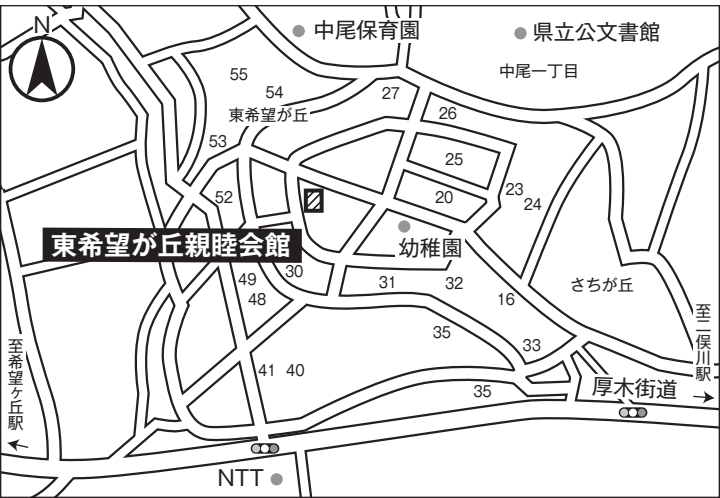 N
中尾保育園
県立公文書館
中尾一丁目
55
54
27
26
東希望が丘
53
25
52
20
23
24
東希望が丘親睦会館
幼稚園
49
30
48
31
32
16
さちが丘
至二俣川駅
35
33
至希望ヶ丘駅
41
40
35
厚木街道
NTT